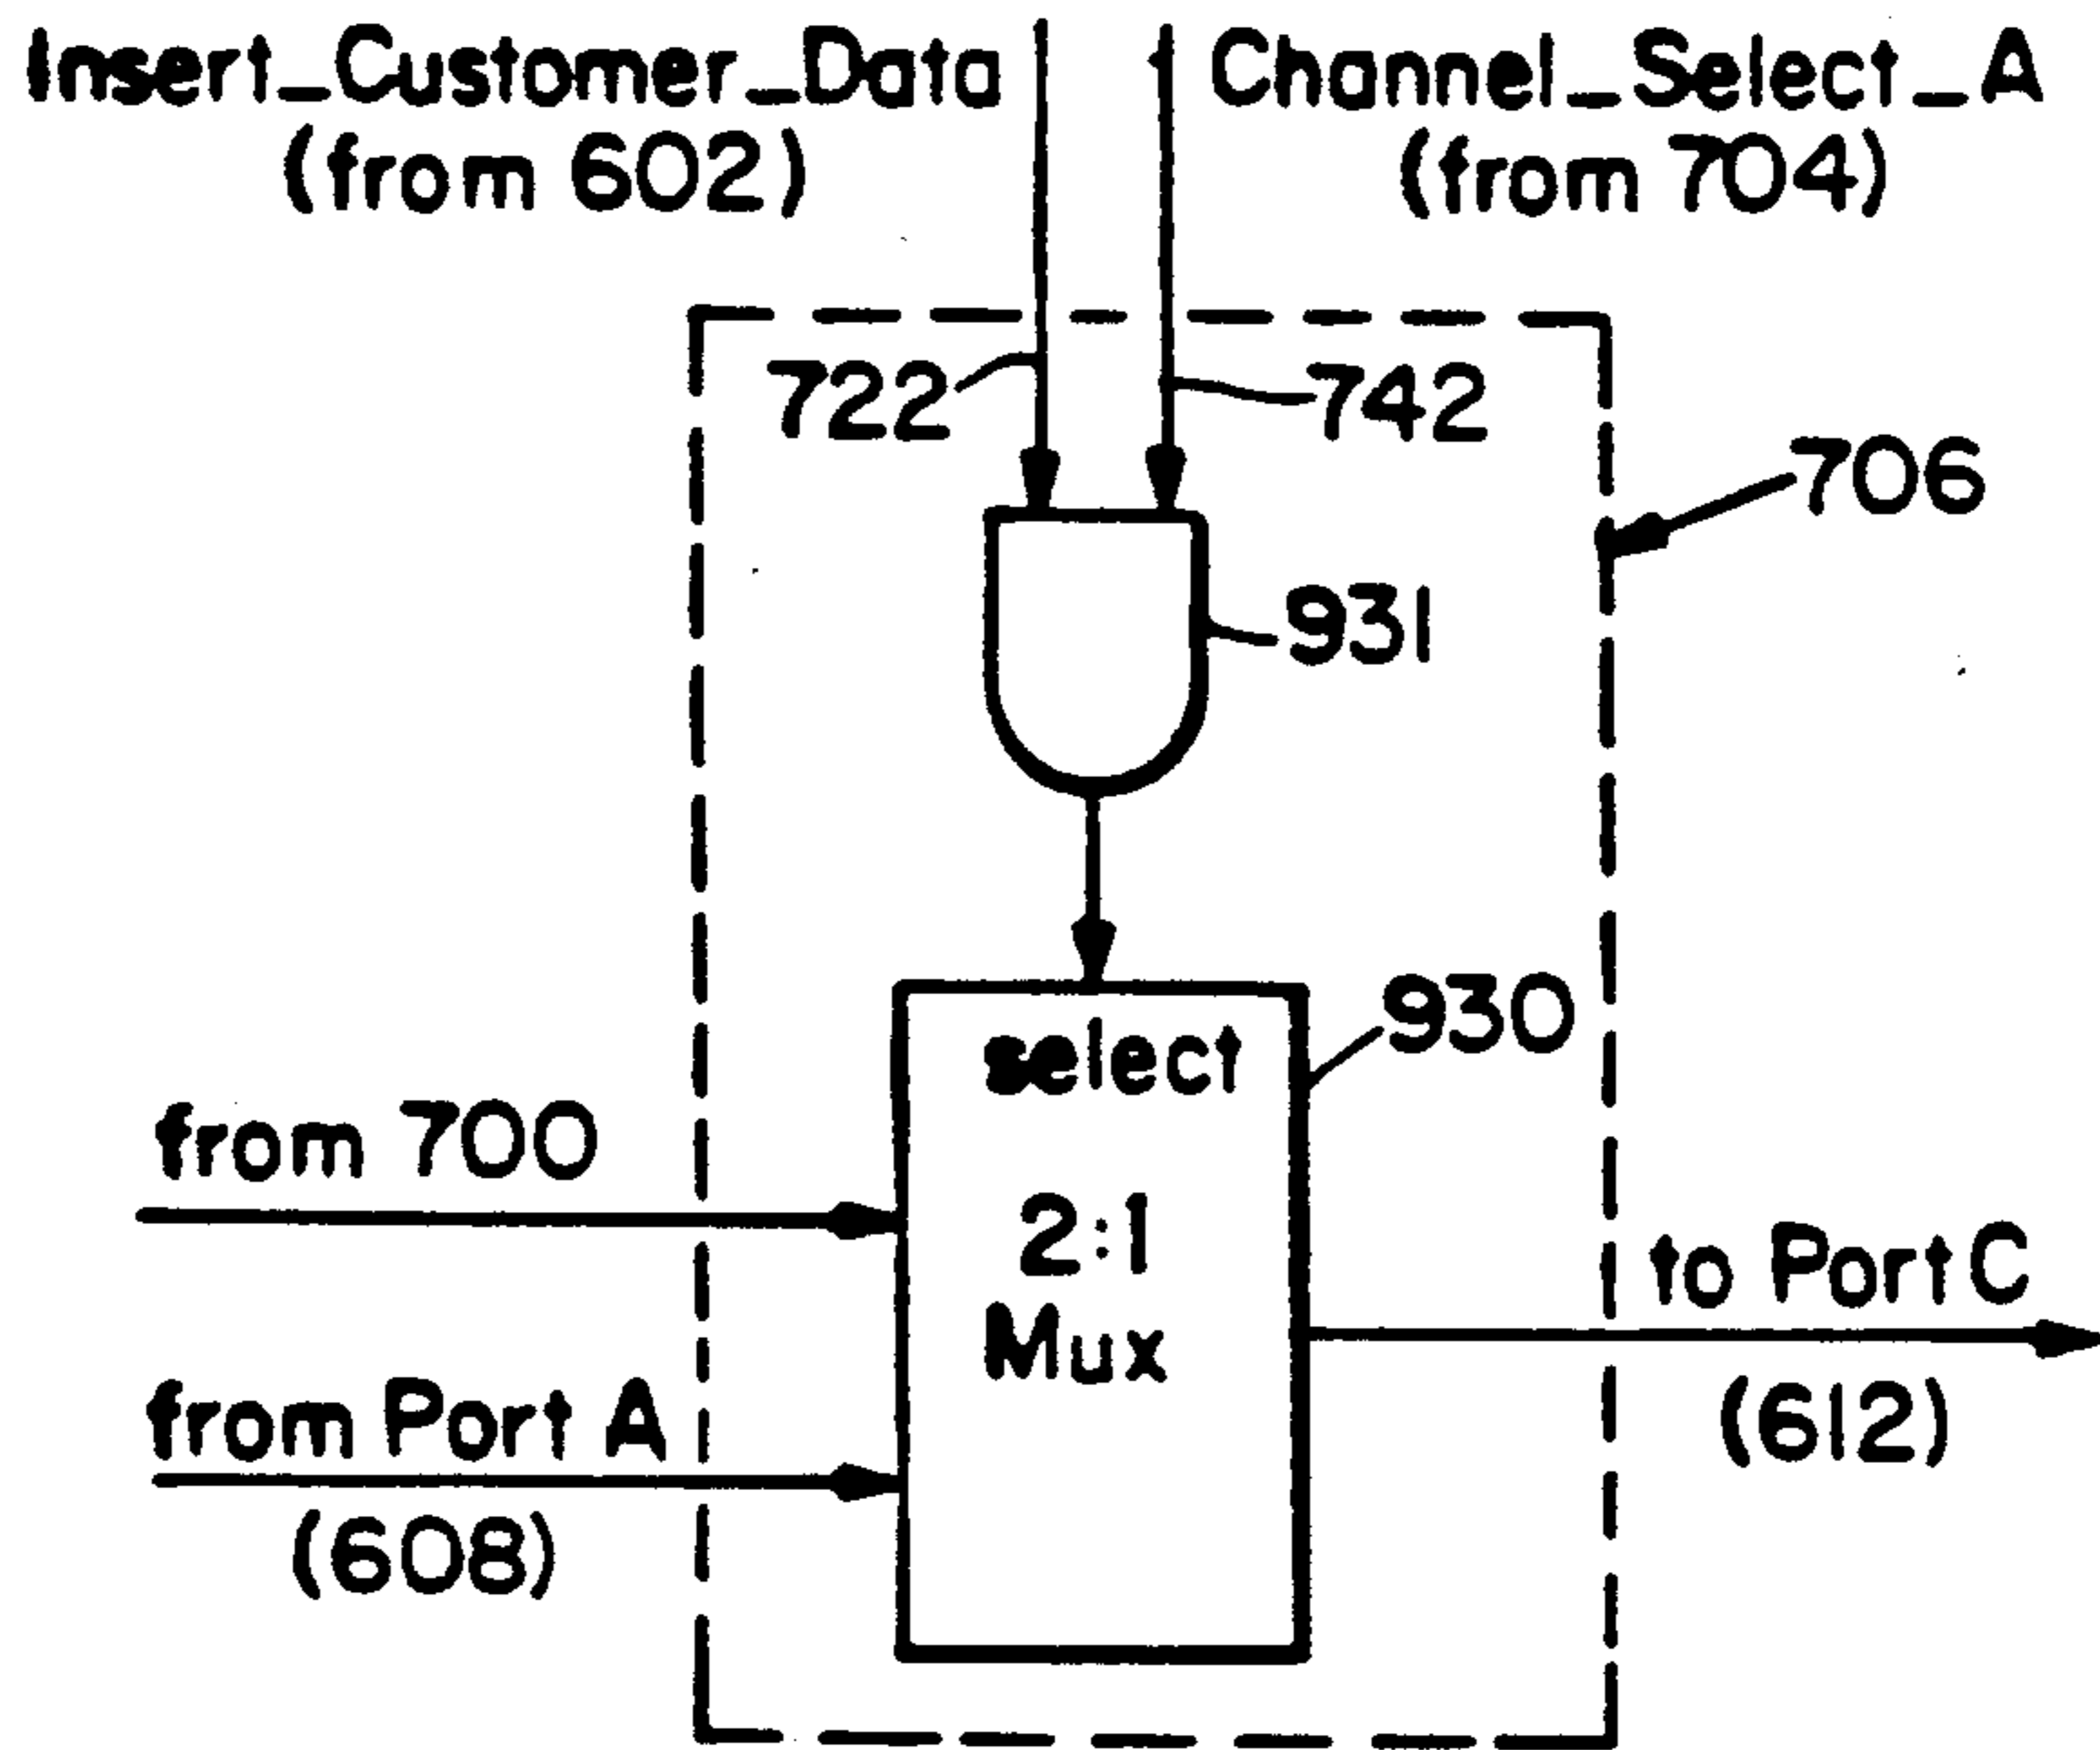 Insert_Customer_Data
(from 602)
Channel_Select_A
(from 704)
722
742
706
931
930
select
2:1
Mux
from 700
from Port A
(608)
to Port C
(612)